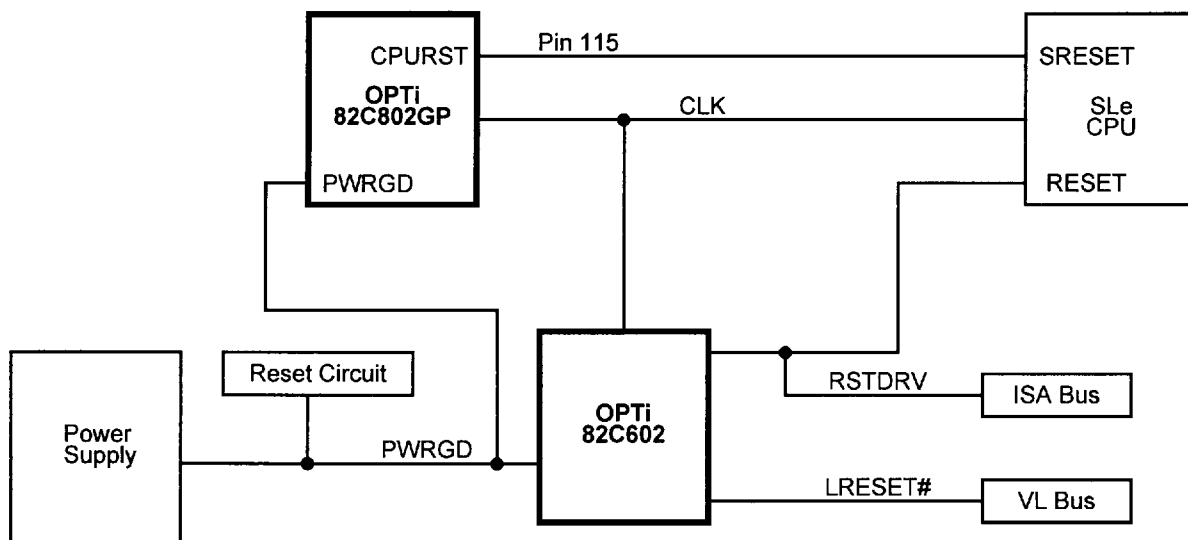 Pin 115
CPURST
SRESET
OPTi
82C802GP
CLK
SLe
CPU
PWRGD
RESET
Reset Circuit
RSTDRV
ISA Bus
OPTi
82C602
Power
Supply
PWRGD
LRESET#
VL Bus